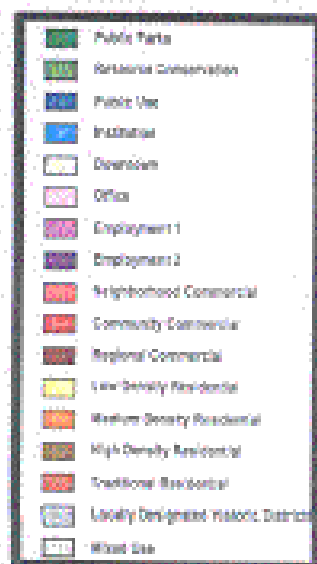 Public Parks
Resource Conservation
Public Use
Institution
Downtown
Office
Employment 1
Employment 2
Neighborhood Commercial
Community Commercial
Regional Commercial
Low Density Residential
Medium Density Residential
High Density Residential
Traditional Residential
Locally Designated Historic Districts
Mixed Use